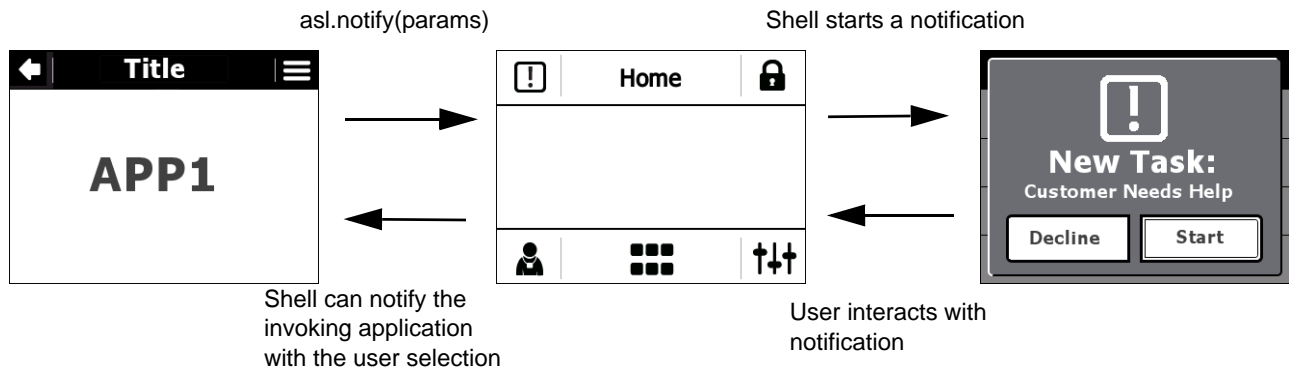 asl.notify(params)
Shell starts a notification
Title
APP1
Home
New Task:
Customer Needs Help
Decline
Start
Shell can notify the
invoking application
with the user selection
User interacts with
notification